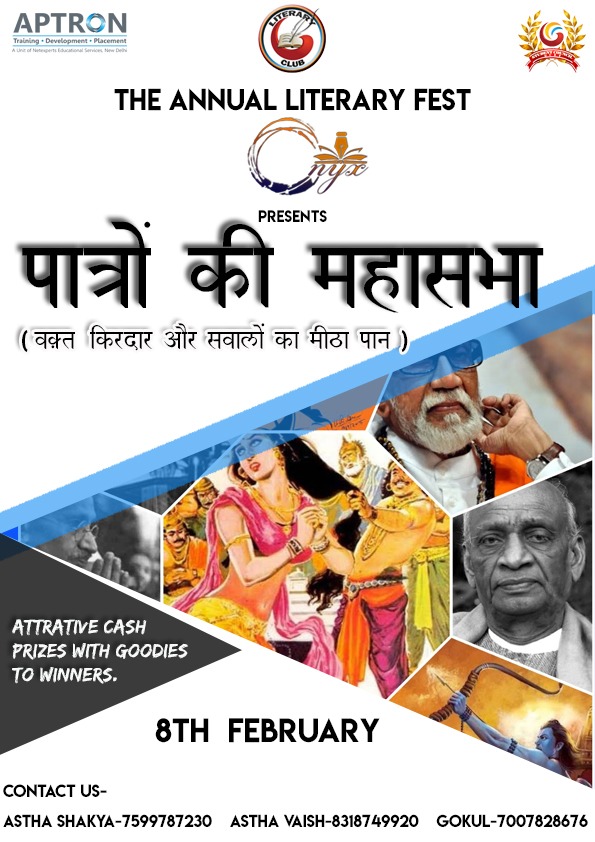 APTRON
Training • Development • Placement
A Unit of Netexperts Educational Services, New Delhi
LITERARY
CLUB
THE ANNUAL LITERARY FEST
Onyx
PRESENTS
पात्रों की महासभा
( वक़्त किरदार और सवालों का मीठा पान )
ATTRATIVE CASH
PRIZES WITH GOODIES
TO WINNERS.
8TH FEBRUARY
CONTACT US-
ASTHA SHAKYA-7599787230 ASTHA VAISH-8318749920 GOKUL-7007828676